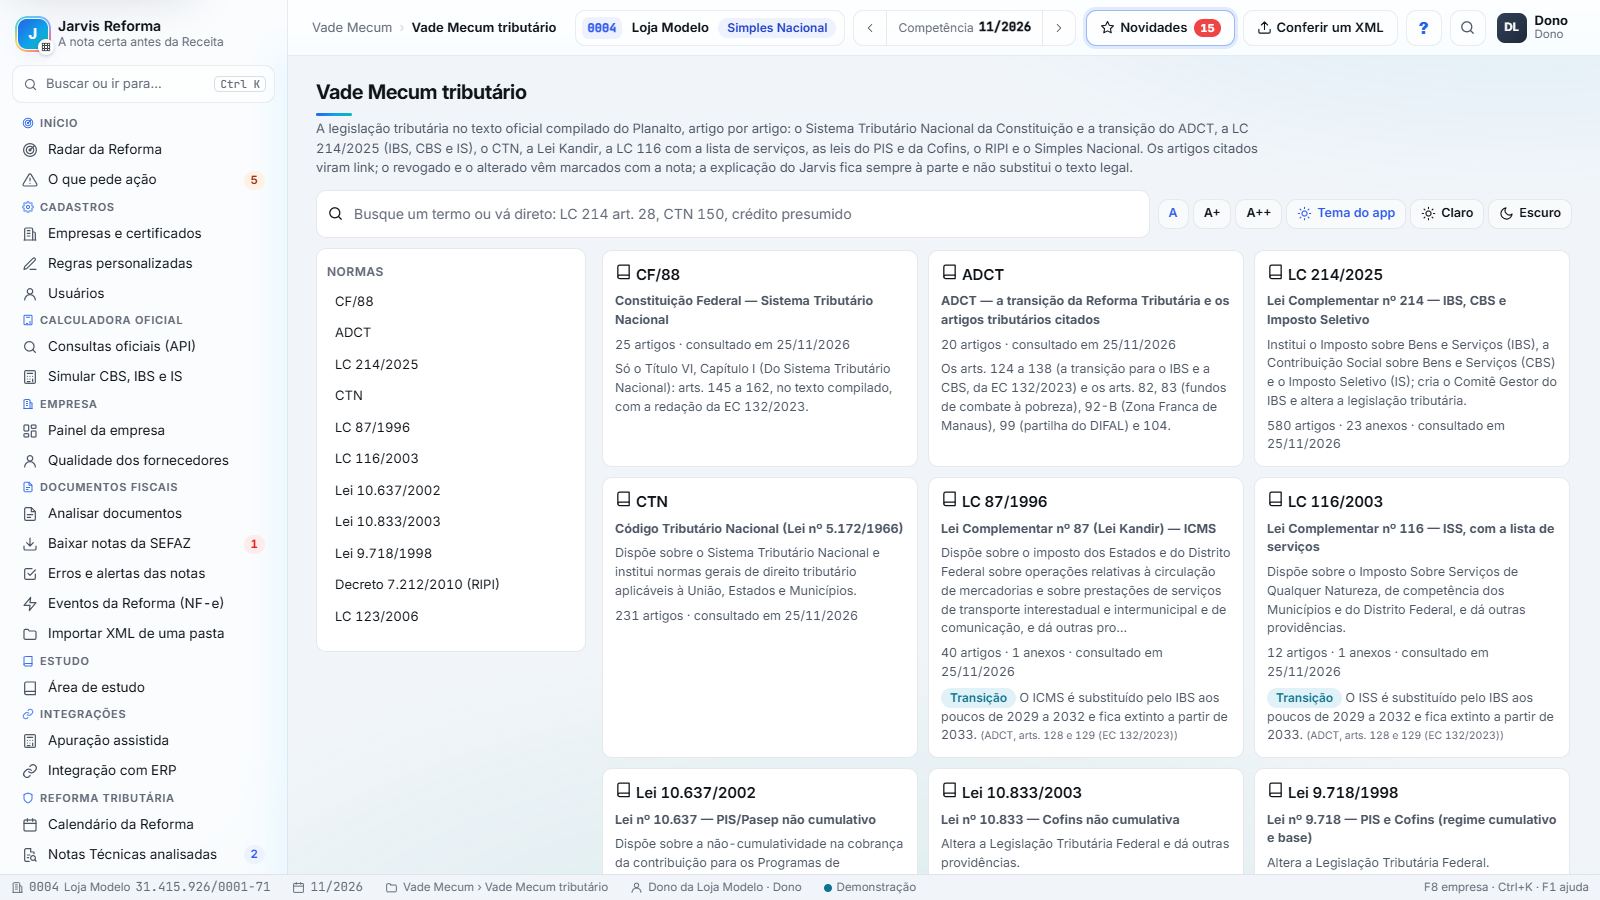 J
Jarvis Reforma
A nota certa antes da Receita
Buscar ou ir para... Ctrl K
INÍCIO
Radar da Reforma
O que pede ação 5
CADASTROS
Empresas e certificados
Regras personalizadas
Usuários
CALCULADORA OFICIAL
Consultas oficiais (API)
Simular CBS, IBS e IS
EMPRESA
Painel da empresa
Qualidade dos fornecedores
DOCUMENTOS FISCAIS
Analisar documentos
Baixar notas da SEFAZ 1
Erros e alertas das notas
Eventos da Reforma (NF-e)
Importar XML de uma pasta
ESTUDO
Área de estudo
INTEGRAÇÕES
Apuração assistida
Integração com ERP
REFORMA TRIBUTÁRIA
Calendário da Reforma
Notas Técnicas analisadas 2
Vade Mecum › Vade Mecum tributário
0004 Loja Modelo Simples Nacional
‹ Competência 11/2026 ›
Novidades 15
Conferir um XML
?
DL Dono
Dono
Vade Mecum tributário
A legislação tributária no texto oficial compilado do Planalto, artigo por artigo: o Sistema Tributário Nacional da Constituição e a transição do ADCT, a LC
214/2025 (IBS, CBS e IS), o CTN, a Lei Kandir, a LC 116 com a lista de serviços, as leis do PIS e da Cofins, o RIPI e o Simples Nacional. Os artigos citados
viram link; o revogado e o alterado vêm marcados com a nota; a explicação do Jarvis fica sempre à parte e não substitui o texto legal.
Busque um termo ou vá direto: LC 214 art. 28, CTN 150, crédito presumido
A A+ A++ Tema do app Claro Escuro
NORMAS
CF/88
ADCT
LC 214/2025
CTN
LC 87/1996
LC 116/2003
Lei 10.637/2002
Lei 10.833/2003
Lei 9.718/1998
Decreto 7.212/2010 (RIPI)
LC 123/2006
CF/88
Constituição Federal — Sistema Tributário
Nacional
25 artigos · consultado em 25/11/2026
Só o Título VI, Capítulo I (Do Sistema Tributário
Nacional): arts. 145 a 162, no texto compilado,
com a redação da EC 132/2023.
ADCT
ADCT — a transição da Reforma Tributária e os
artigos tributários citados
20 artigos · consultado em 25/11/2026
Os arts. 124 a 138 (a transição para o IBS e a
CBS, da EC 132/2023) e os arts. 82, 83 (fundos
de combate à pobreza), 92-B (Zona Franca de
Manaus), 99 (partilha do DIFAL) e 104.
LC 214/2025
Lei Complementar nº 214 — IBS, CBS e
Imposto Seletivo
Institui o Imposto sobre Bens e Serviços (IBS), a
Contribuição Social sobre Bens e Serviços (CBS)
e o Imposto Seletivo (IS); cria o Comitê Gestor do
IBS e altera a legislação tributária.
580 artigos · 23 anexos · consultado em
25/11/2026
CTN
Código Tributário Nacional (Lei nº 5.172/1966)
Dispõe sobre o Sistema Tributário Nacional e
institui normas gerais de direito tributário
aplicáveis à União, Estados e Municípios.
231 artigos · consultado em 25/11/2026
LC 87/1996
Lei Complementar nº 87 (Lei Kandir) — ICMS
Dispõe sobre o imposto dos Estados e do Distrito
Federal sobre operações relativas à circulação
de mercadorias e sobre prestações de serviços
de transporte interestadual e intermunicipal e de
comunicação, e dá outras pro...
40 artigos · 1 anexos · consultado em
25/11/2026
Transição O ICMS é substituído pelo IBS aos
poucos de 2029 a 2032 e fica extinto a partir de
2033. (ADCT, arts. 128 e 129 (EC 132/2023))
LC 116/2003
Lei Complementar nº 116 — ISS, com a lista de
serviços
Dispõe sobre o Imposto Sobre Serviços de
Qualquer Natureza, de competência dos
Municípios e do Distrito Federal, e dá outras
providências.
12 artigos · 1 anexos · consultado em
25/11/2026
Transição O ISS é substituído pelo IBS aos
poucos de 2029 a 2032 e fica extinto a partir de
2033. (ADCT, arts. 128 e 129 (EC 132/2023))
Lei 10.637/2002
Lei nº 10.637 — PIS/Pasep não cumulativo
Dispõe sobre a não-cumulatividade na cobrança
da contribuição para os Programas de
Lei 10.833/2003
Lei nº 10.833 — Cofins não cumulativa
Altera a Legislação Tributária Federal e dá outras
providências.
Lei 9.718/1998
Lei nº 9.718 — PIS e Cofins (regime cumulativo
e base)
Altera a Legislação Tributária Federal.
0004 Loja Modelo 31.415.926/0001-71 11/2026 Vade Mecum › Vade Mecum tributário Dono da Loja Modelo · Dono Demonstração F8 empresa · Ctrl+K · F1 ajuda